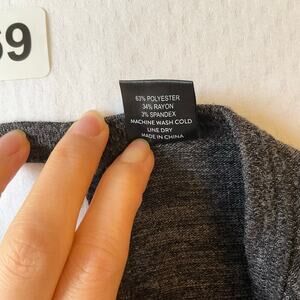 69
63% POLYESTER
34% RAYON
3% SPANDEX
MACHINE WASH COLD
LINE DRY
MADE IN CHINA